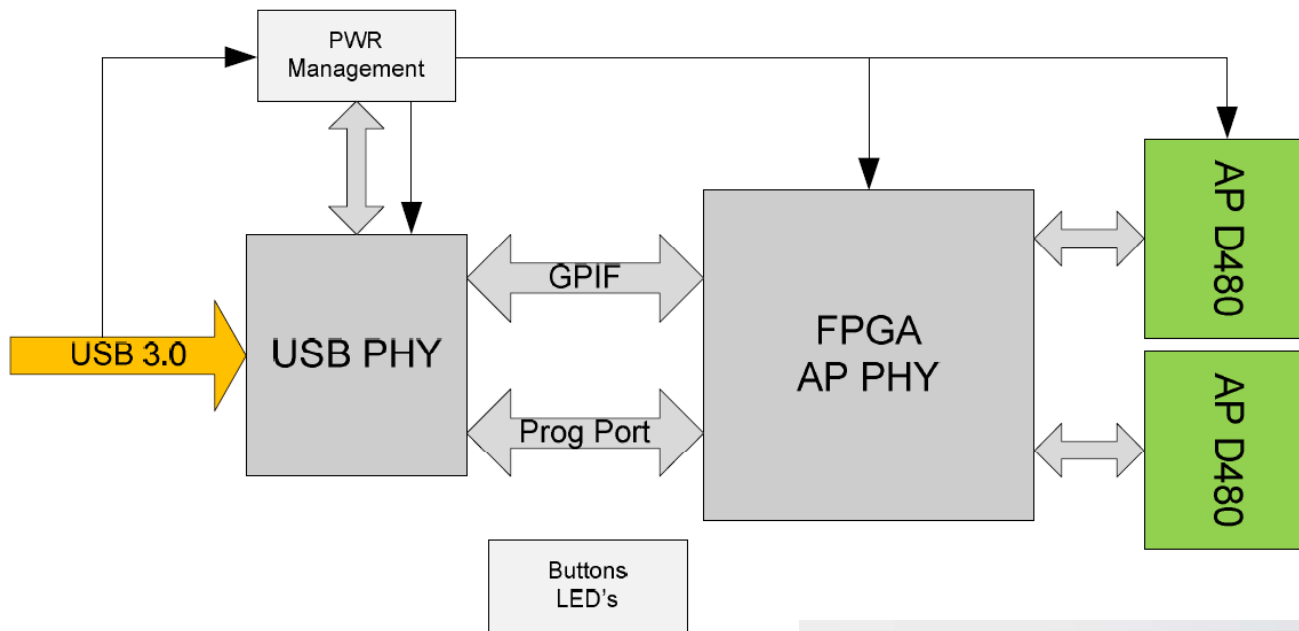 PWR
Management
USB 3.0
USB PHY
GPIF
Prog Port
FPGA
AP PHY
AP D480
AP D480
Buttons
LED's